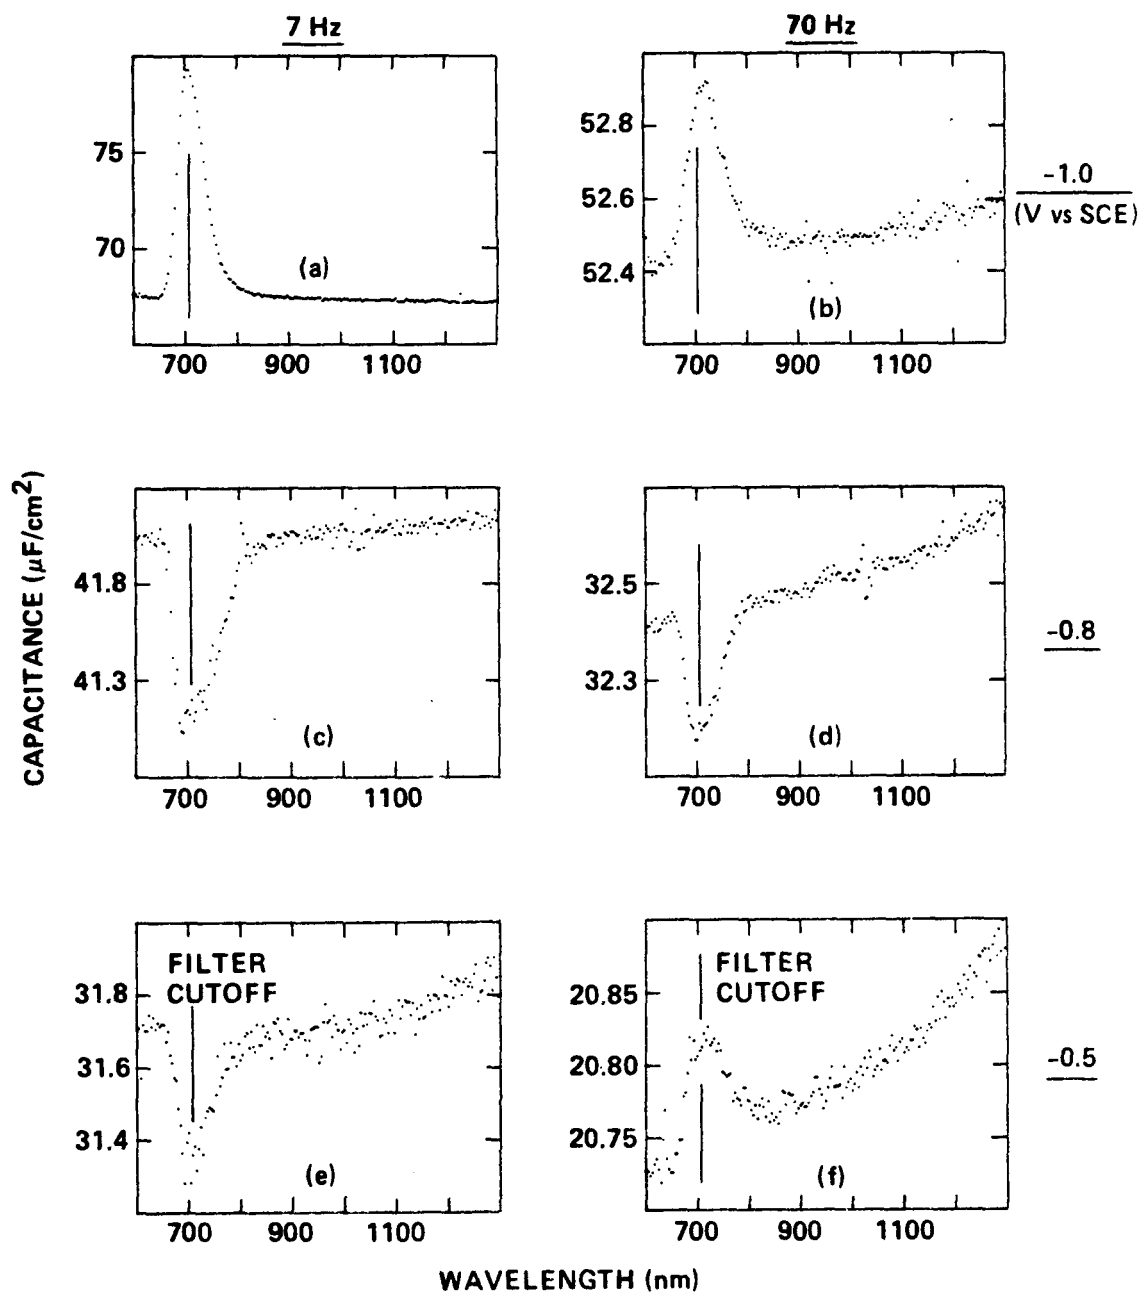 7 Hz
70 Hz
75
70
(a)
700
900
1100
52.8
52.6
52.4
(b)
700
900
1100
-1.0
(V vs SCE)
CAPACITANCE (μF/cm2)
41.8
41.3
(c)
700
900
1100
32.5
32.3
(d)
700
900
1100
-0.8
FILTER
CUTOFF
31.8
31.6
31.4
(e)
700
900
1100
FILTER
CUTOFF
20.85
20.80
20.75
(f)
700
900
1100
-0.5
WAVELENGTH (nm)